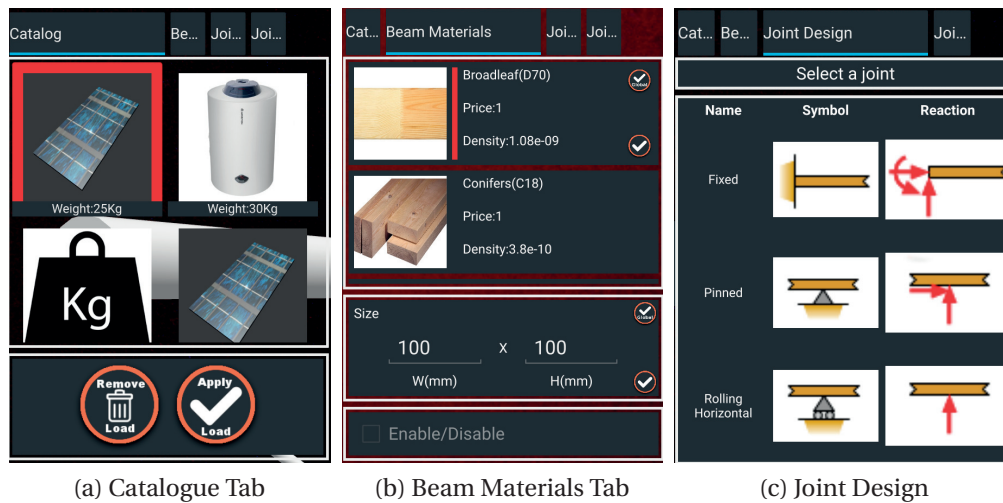 Catalog
Be...
Joi...
Joi...
Weight:25Kg
Weight:30Kg
Kg
Remove
Load
Apply
Load
(a) Catalogue Tab
Cat...
Beam Materials
Joi...
Joi...
Broadleaf(D70)
Global
Price:1
Density:1.08e-09
Conifers(C18)
Price:1
Density:3.8e-10
Size
Global
100 x 100
W(mm) H(mm)
Enable/Disable
(b) Beam Materials Tab
Cat...
Be...
Joint Design
Joi...
Select a joint
Name Symbol Reaction
Fixed
Pinned
Rolling
Horizontal
(c) Joint Design